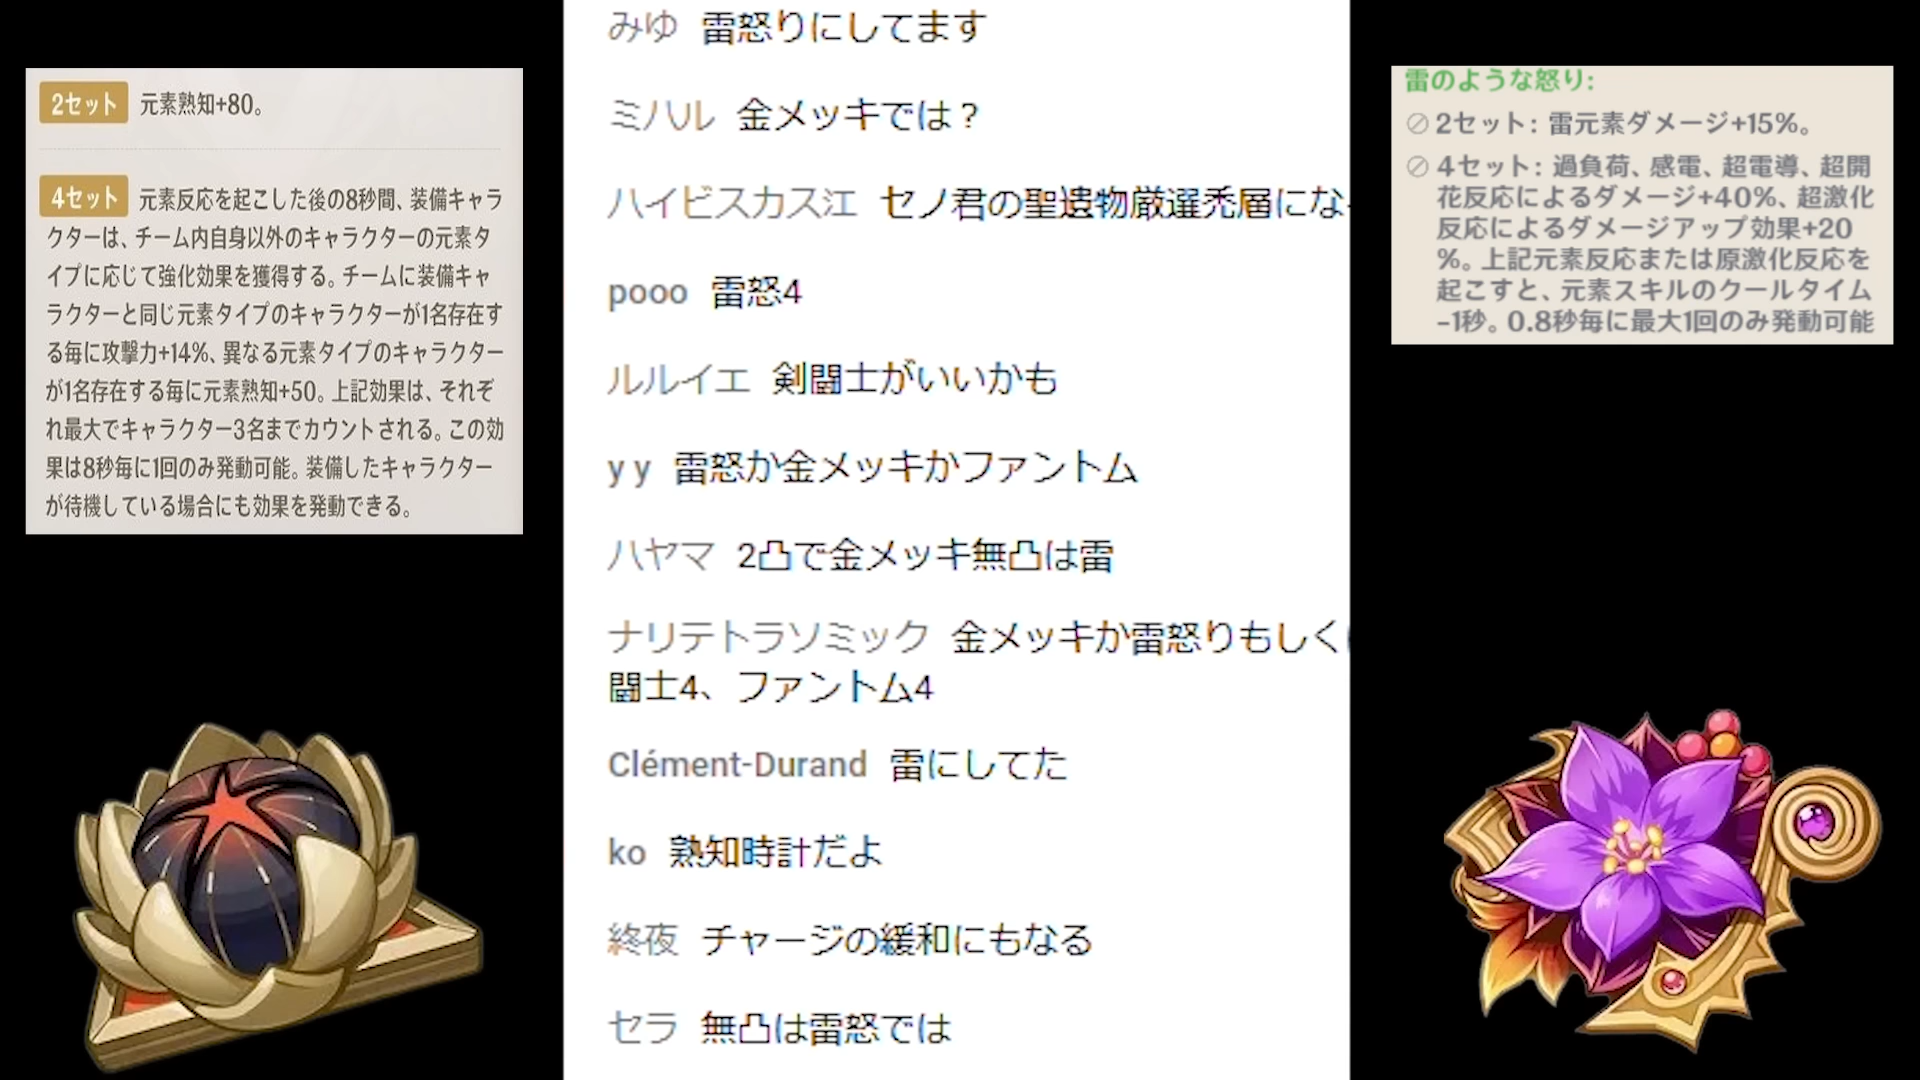 2セット 元素熟知+80。
4セット 元素反応を起こした後の8秒間、装備キャラ
クターは、チーム内自身以外のキャラクターの元素タ
イプに応じて強化効果を獲得する。チームに装備キャ
ラクターと同じ元素タイプのキャラクターが1名存在す
る毎に攻撃力+14%、異なる元素タイプのキャラクター
が1名存在する毎に元素熟知+50。上記効果は、それぞ
れ最大でキャラクター3名までカウントされる。この効
果は8秒毎に1回のみ発動可能。装備したキャラクター
が待機している場合にも効果を発動できる。
みゆ 雷怒りにしてます
ミハル 金メッキでは？
ハイビスカス江 セノ君の聖遺物厳選禿層にな
pooo 雷怒4
ルルイエ 剣闘士がいいかも
y y 雷怒か金メッキかファントム
ハヤマ 2凸で金メッキ無凸は雷
ナリテトラソミック 金メッキか雷怒りもしく
闘士4、ファントム4
Clément-Durand 雷にしてた
ko 熟知時計だよ
終夜 チャージの緩和にもなる
セラ 無凸は雷怒では
雷のような怒り:
2セット: 雷元素ダメージ+15%。
4セット: 過負荷、感電、超電導、超開
花反応によるダメージ+40%、超激化
反応によるダメージアップ効果+20
%。上記元素反応または原激化反応を
起こすと、元素スキルのクールタイム
-1秒。0.8秒毎に最大1回のみ発動可能